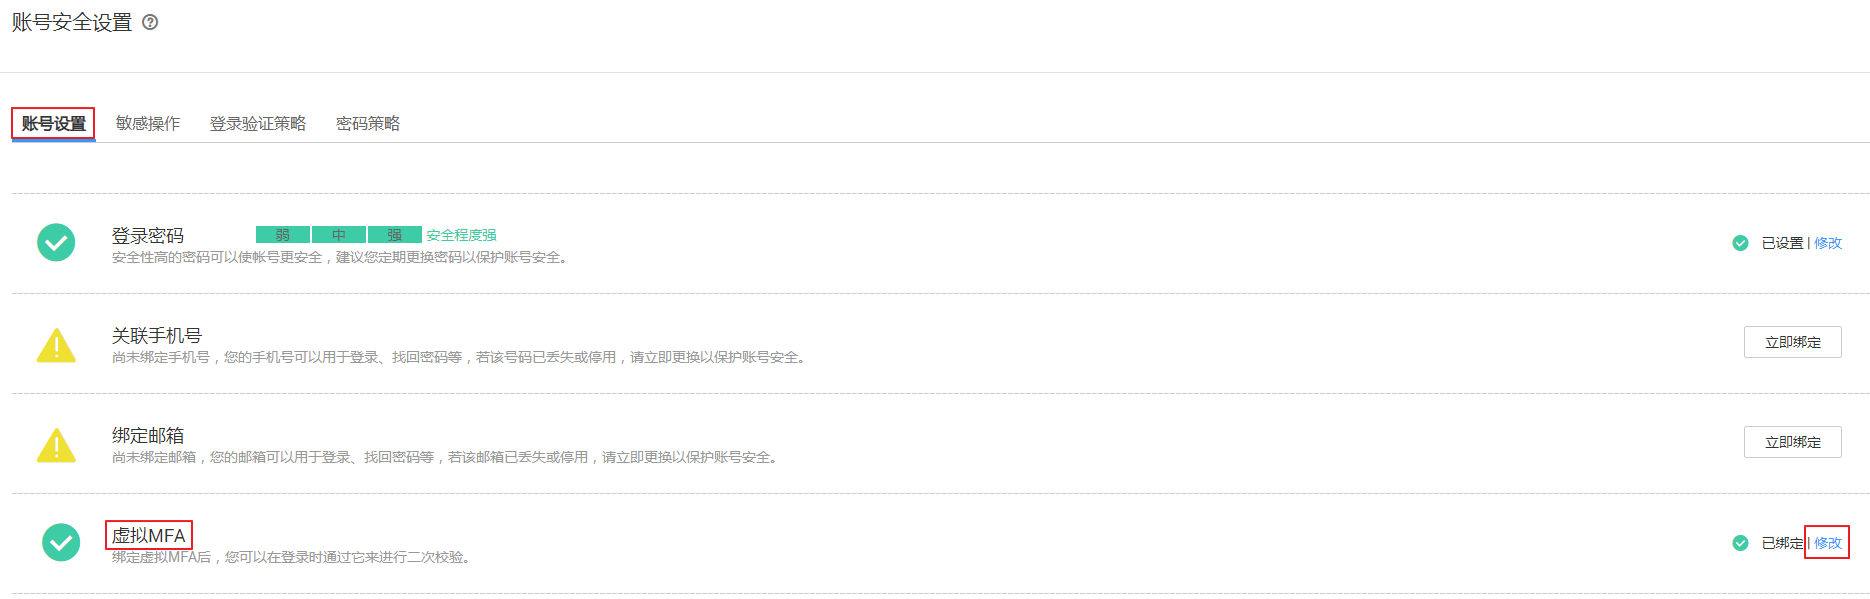 账号安全设置 ?
账号设置 敏感操作 登录验证策略 密码策略
登录密码 弱 中 强 安全程度强
安全性高的密码可以使帐号更安全，建议您定期更换密码以保护账号安全。
已设置 | 修改
关联手机号
尚未绑定手机号，您的手机号可以用于登录、找回密码等，若该号码已丢失或停用，请立即更换以保护账号安全。
立即绑定
绑定邮箱
尚未绑定邮箱，您的邮箱可以用于登录、找回密码等，若该邮箱已丢失或停用，请立即更换以保护账号安全。
立即绑定
虚拟MFA
绑定虚拟MFA后，您可以在登录时通过它来进行二次校验。
已绑定 | 修改